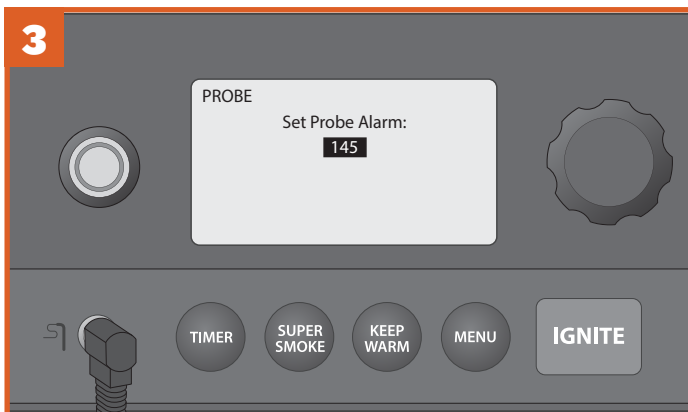 3
PROBE
Set Probe Alarm:
145
TIMER
SUPER
SMOKE
KEEP
WARM
MENU
IGNITE